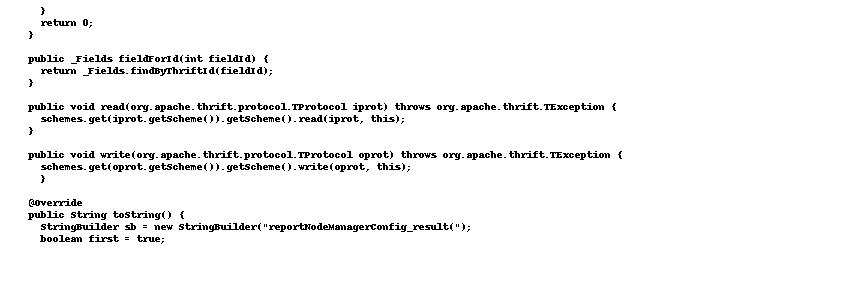 }
    return 0;
  }

  public _Fields fieldForId(int fieldId) {
    return _Fields.findByThriftId(fieldId);
  }

  public void read(org.apache.thrift.protocol.TProtocol iprot) throws org.apache.thrift.TException {
    schemes.get(iprot.getScheme()).getScheme().read(iprot, this);
  }

  public void write(org.apache.thrift.protocol.TProtocol oprot) throws org.apache.thrift.TException {
    schemes.get(oprot.getScheme()).getScheme().write(oprot, this);
    }

  @Override
  public String toString() {
    StringBuilder sb = new StringBuilder("reportNodeManagerConfig_result(");
    boolean first = true;